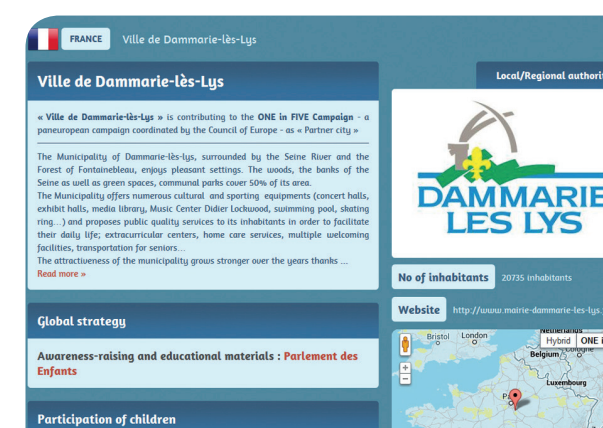 FRANCE Ville de Dammarie-lès-Lys
Ville de Dammarie-lès-Lys
« Ville de Dammarie-lès-Lys » is contributing to the ONE in FIVE Campaign - a
paneuropean campaign coordinated by the Council of Europe - as « Partner city »
The Municipality of Dammarie-lès-lys, surrounded by the Seine River and the
Forest of Fontainebleau, enjoys pleasant settings. The woods, the banks of the
Seine as well as green spaces, communal parks cover 50% of its area.
The Municipality offers numerous cultural and sporting equipments (concert halls,
exhibit halls, media library, Music Center Didier Lockwood, swimming pool, skating
ring...) and proposes public quality services to its inhabitants in order to facilitate
their daily life; extracurricular centers, home care services, multiple welcoming
facilities, transportation for seniors...
The attractiveness of the municipality grows stronger over the years thanks ...
Read more »
Global strategy
Awareness-raising and educational materials : Parlement des
Enfants
Participation of children
Local/Regional authorit
DAMMARIE
LES LYS
No of inhabitants 20735 inhabitants
Website http://www.mairie-dammarie-les-lys.
Bristol London Netherlands
Hybrid ONE i
Belgium Cologne
Luxembourg